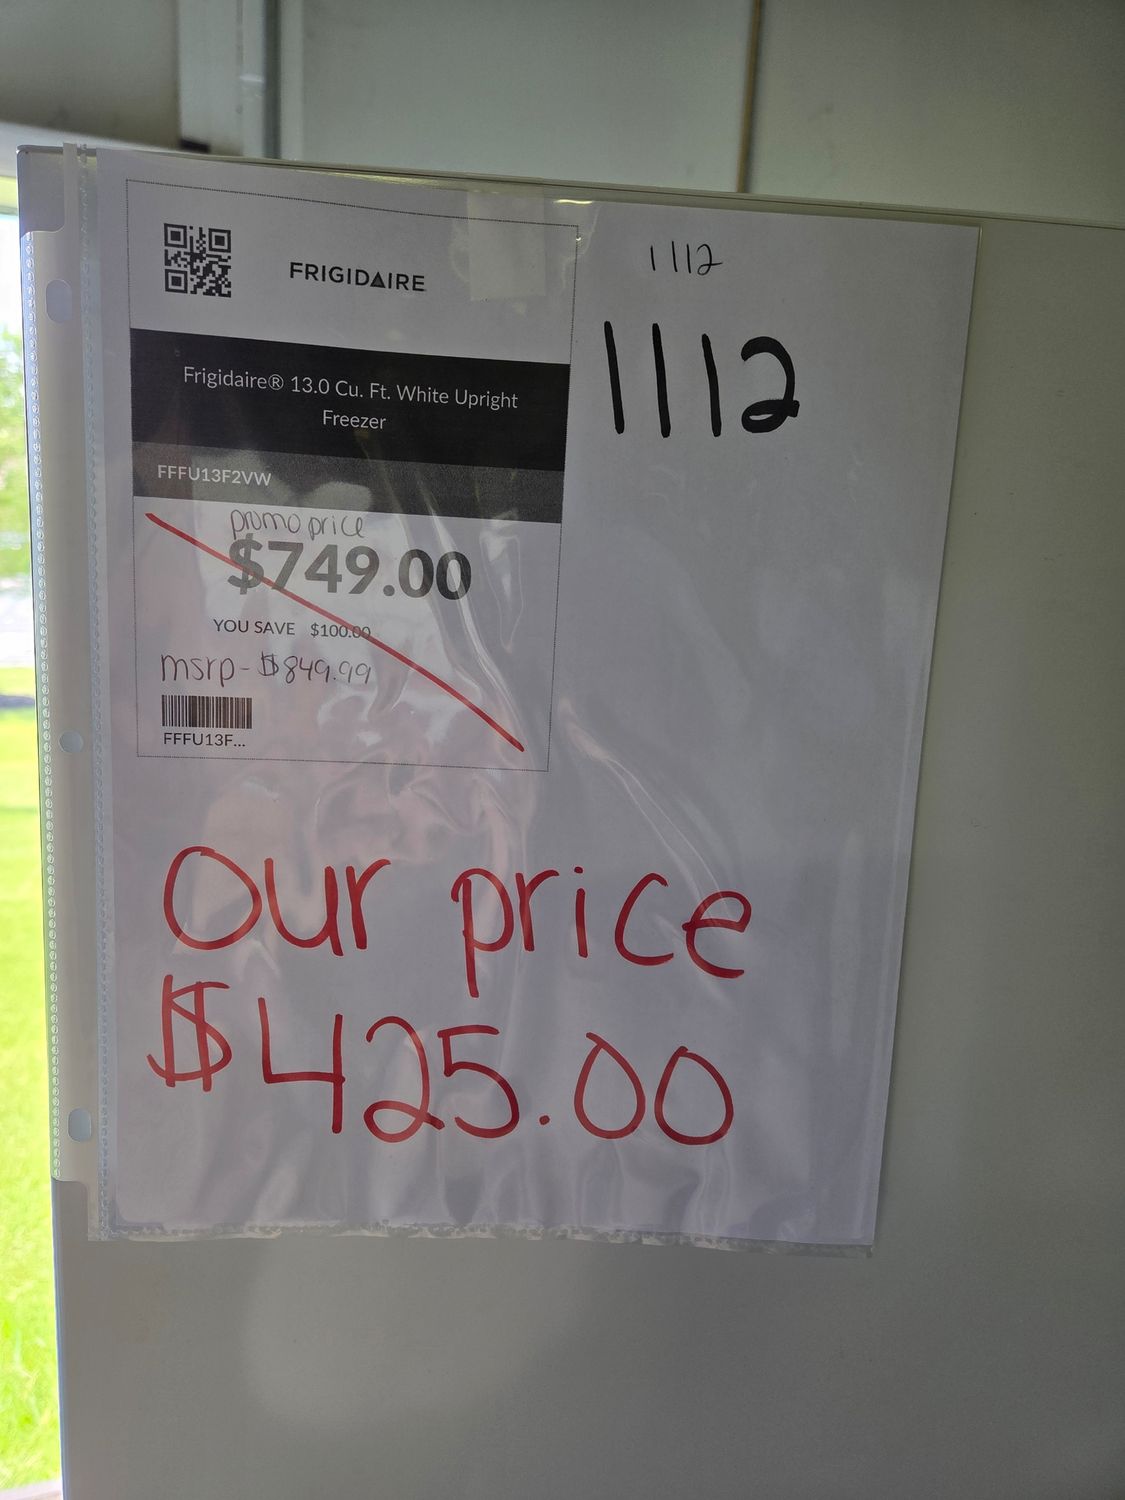 FRIGIDAIRE
1112
1112
Frigidaire® 13.0 Cu. Ft. White Upright
Freezer
FFFU13F2VW
promo price
$749.00
YOU SAVE $100.00
msrp - $849.99
FFFU13F...
Our price
$425.00